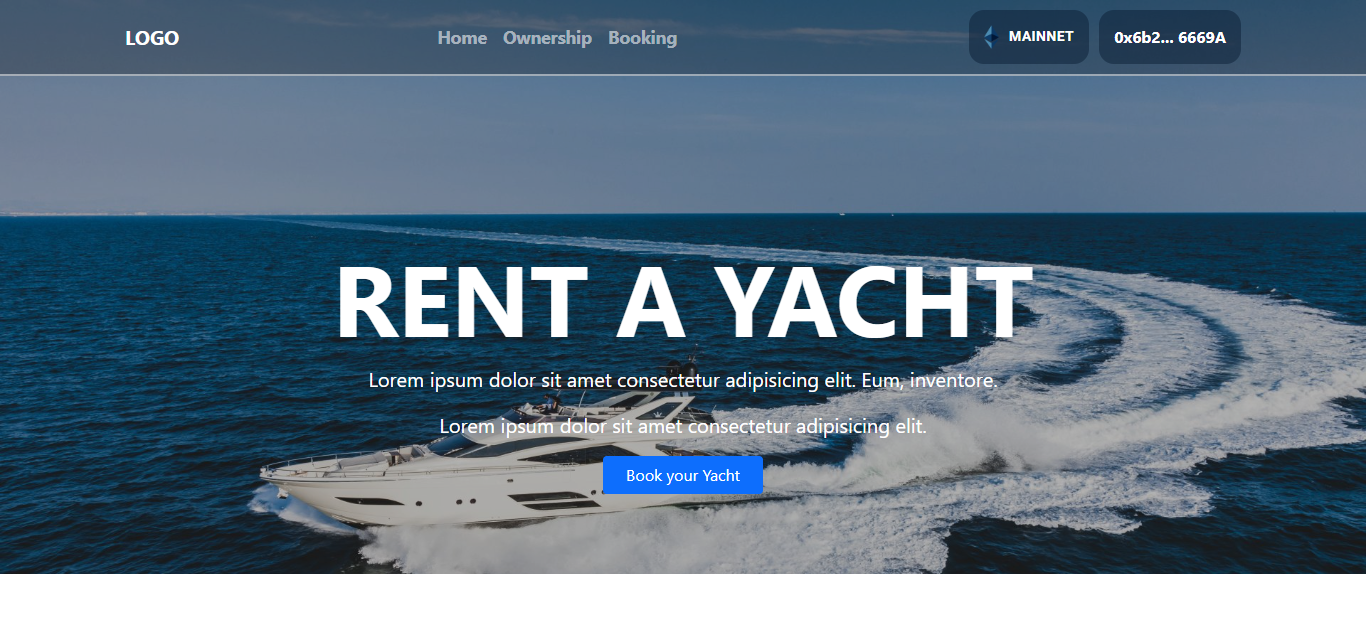 LOGO
Home Ownership Booking
MAINNET
0x6b2... 6669A
RENT A YACHT
Lorem ipsum dolor sit amet consectetur adipisicing elit. Eum, inventore.
Lorem ipsum dolor sit amet consectetur adipisicing elit.
Book your Yacht